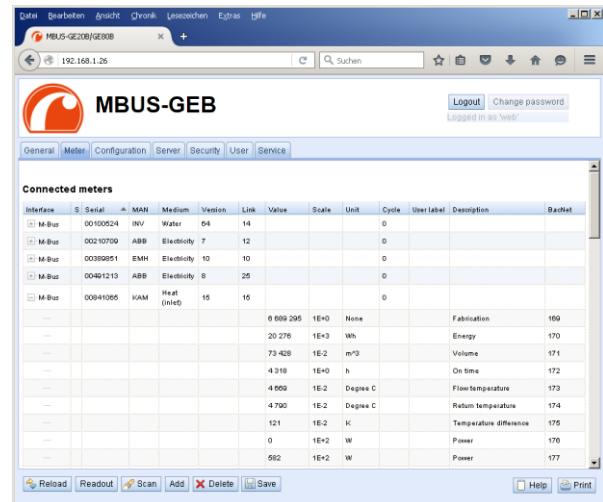 Datei Bearbeiten Ansicht Chronik Lesezeichen Extras Hilfe
MBUS-GE20B/GE80B
192.168.1.26 Suchen
MBUS-GEB
Logout Change password
Logged in as 'web'
General Meter Configuration Server Security User Service
Connected meters
Interface S Serial MAN Medium Version Link Value Scale Unit Cycle User label Description BacNet
M-Bus 00100524 INV Water 64 14 0
M-Bus 00210709 ABB Electricity 7 12 0
M-Bus 00389851 EMH Electricity 10 10 0
M-Bus 00491213 ABB Electricity 8 25 0
M-Bus 00841065 KAM Heat (inlet) 15 15 0
6 689 295 1E+0 None Fabrication 169
20 276 1E+3 Wh Energy 170
73 428 1E-2 m^3 Volume 171
4 318 1E+0 h On time 172
4 669 1E-2 Degree C Flow temperature 173
4 790 1E-2 Degree C Return temperature 174
121 1E-2 K Temperature difference 175
0 1E+2 W Power 176
582 1E+2 W Power 177
Reload Readout Scan Add Delete Save Help Print